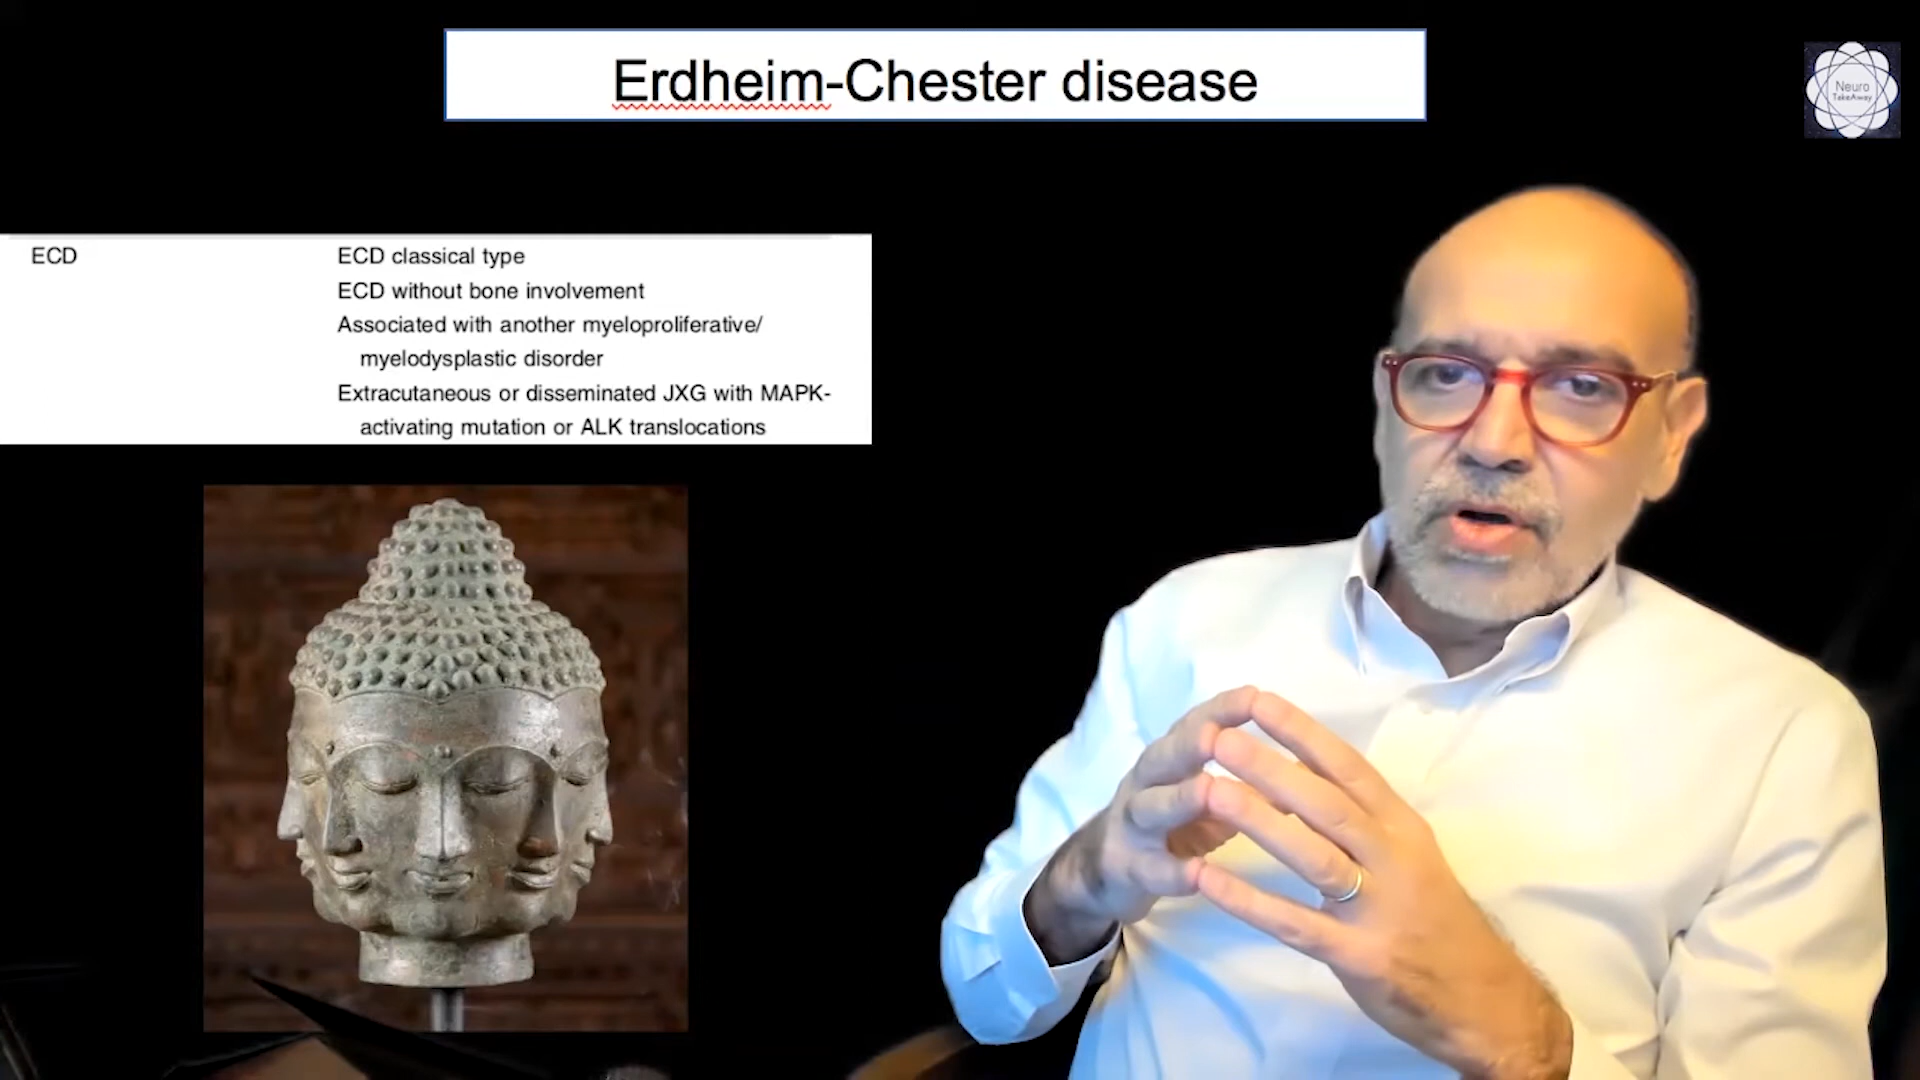 Erdheim-Chester disease
Neuro
TakeAway
ECD
ECD classical type
ECD without bone involvement
Associated with another myeloproliferative/
myelodysplastic disorder
Extracutaneous or disseminated JXG with MAPK-
activating mutation or ALK translocations